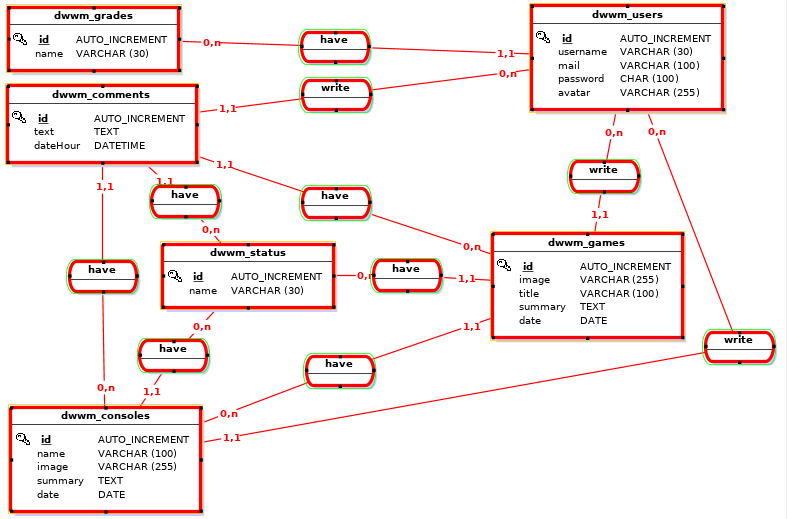 dwwm_grades
id AUTO_INCREMENT
name VARCHAR (30)
dwwm_users
id AUTO_INCREMENT
username VARCHAR (30)
mail VARCHAR (100)
password CHAR (100)
avatar VARCHAR (255)
0,n
have
1,1
dwwm_comments
id AUTO_INCREMENT
text TEXT
dateHour DATETIME
1,1
write
0,n
0,n
write
1,1
0,n
1,1
have
0,n
1,1
have
0,n
1,1
have
0,n
dwwm_status
id AUTO_INCREMENT
name VARCHAR (30)
0,n
have
1,1
dwwm_games
id AUTO_INCREMENT
image VARCHAR (255)
title VARCHAR (100)
summary TEXT
date DATE
0,n
have
1,1
1,1
have
0,n
write
1,1
dwwm_consoles
id AUTO_INCREMENT
name VARCHAR (100)
image VARCHAR (255)
summary TEXT
date DATE